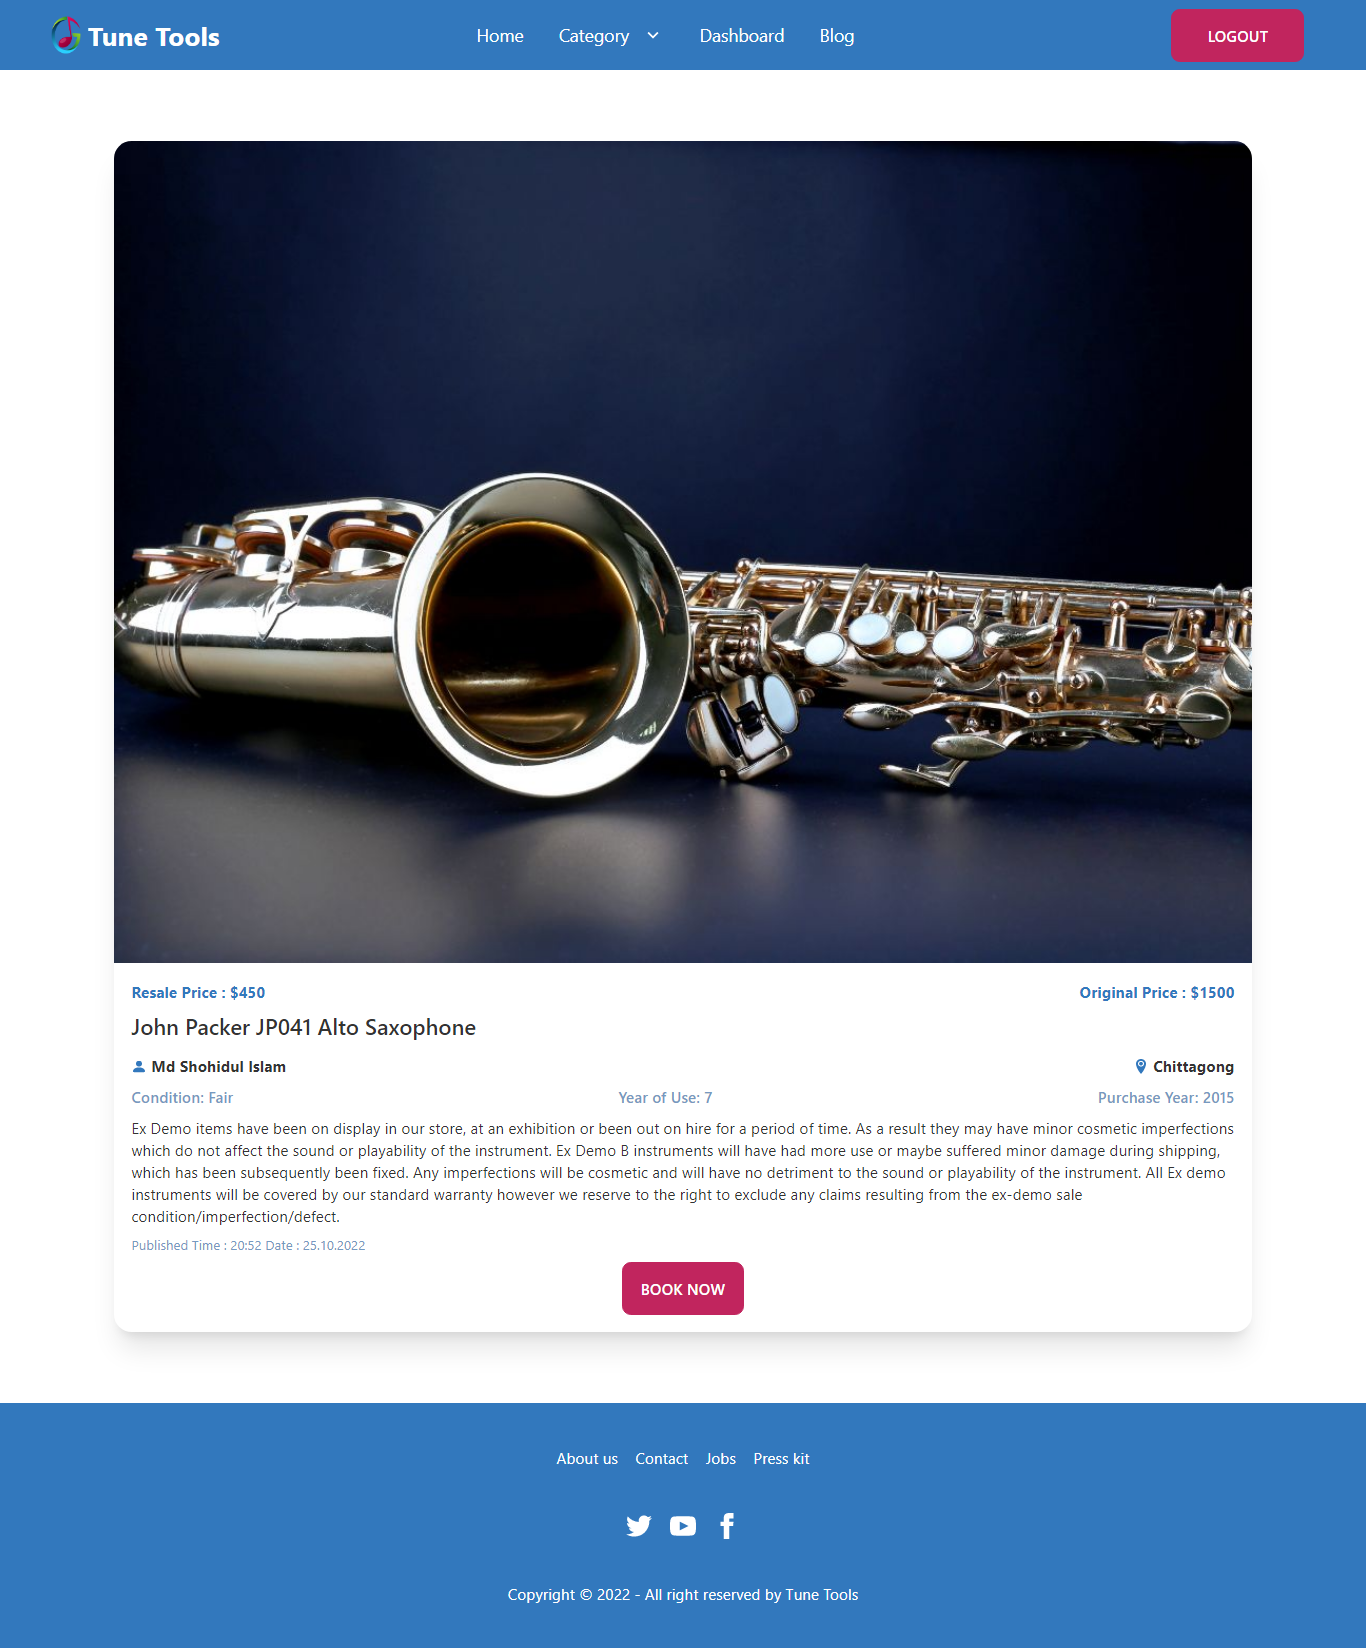 Tune Tools
Home Category Dashboard Blog
LOGOUT
Resale Price : $450
Original Price : $1500
John Packer JP041 Alto Saxophone
Md Shohidul Islam
Chittagong
Condition: Fair
Year of Use: 7
Purchase Year: 2015
Ex Demo items have been on display in our store, at an exhibition or been out on hire for a period of time. As a result they may have minor cosmetic imperfections
which do not affect the sound or playability of the instrument. Ex Demo B instruments will have had more use or maybe suffered minor damage during shipping,
which has been subsequently been fixed. Any imperfections will be cosmetic and will have no detriment to the sound or playability of the instrument. All Ex demo
instruments will be covered by our standard warranty however we reserve to the right to exclude any claims resulting from the ex-demo sale
condition/imperfection/defect.
Published Time : 20:52 Date : 25.10.2022
BOOK NOW
About us Contact Jobs Press kit
Copyright © 2022 - All right reserved by Tune Tools